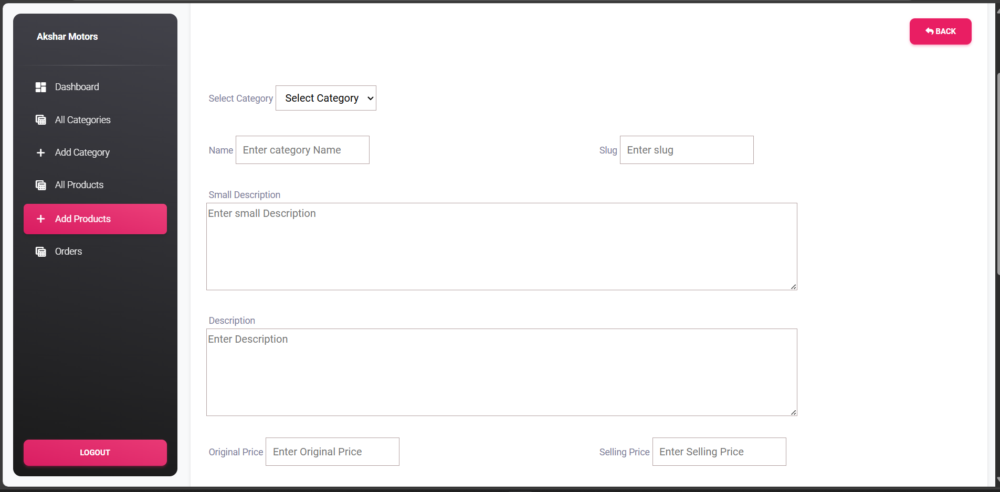 Akshar Motors
BACK
Dashboard
All Categories
Add Category
All Products
Add Products
Orders
LOGOUT
Select Category Select Category
Name Enter category Name Slug Enter slug
Small Description
Enter small Description
Description
Enter Description
Original Price Enter Original Price Selling Price Enter Selling Price